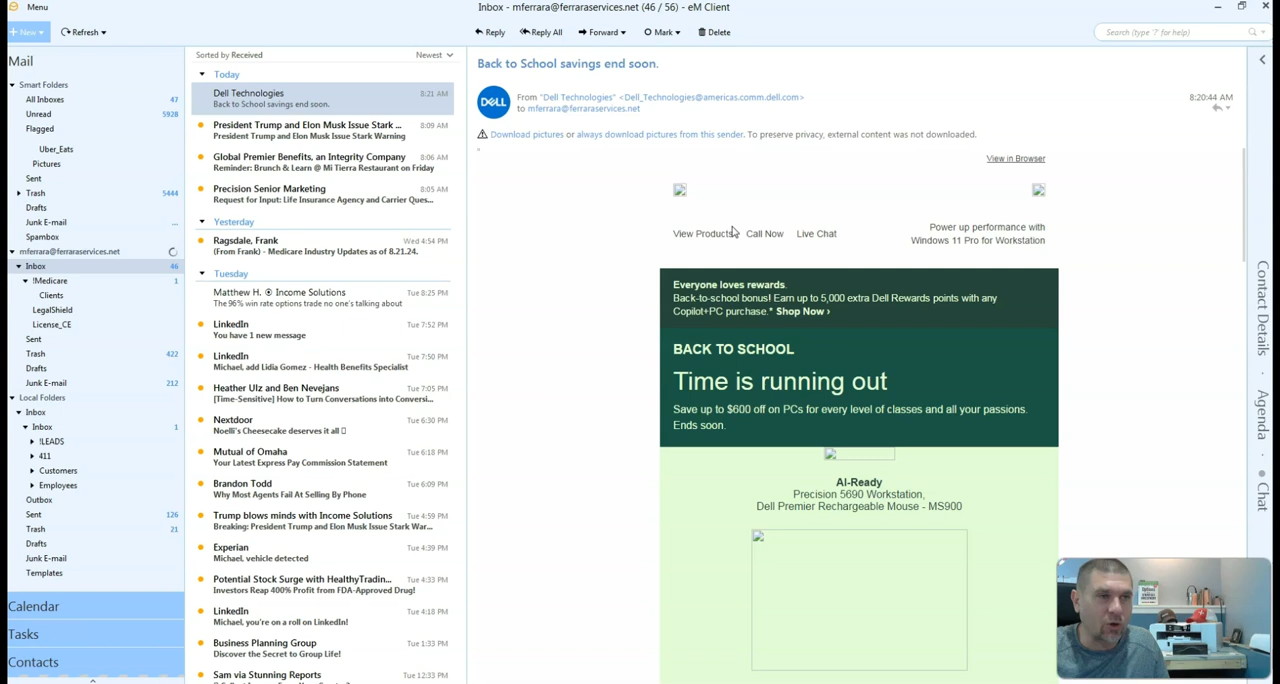 Menu
Inbox - mferrara@ferraraservices.net (46 / 56) - eM Client
+ New
Refresh
Reply
Reply All
Forward
Mark
Delete
Search (type '?' for help)
Mail
Smart Folders
All Inboxes 47
Unread 5928
Flagged
Uber_Eats
Pictures
Sent
Trash 5444
Drafts
Junk E-mail ...
Spambox
mferrara@ferraraservices.net
Inbox 46
!Medicare 1
Clients
LegalShield
License_CE
Sent
Trash 422
Drafts
Junk E-mail 212
Local Folders
Inbox
Inbox 1
!LEADS
411
Customers
Employees
Outbox
Sent 126
Trash 21
Drafts
Junk E-mail
Templates
Calendar
Tasks
Contacts
Sorted by Received Newest
Today
Dell Technologies 8:21 AM
Back to School savings end soon.
President Trump and Elon Musk Issue Stark ... 8:09 AM
President Trump and Elon Musk Issue Stark Warning
Global Premier Benefits, an Integrity Company 8:06 AM
Reminder: Brunch & Learn @ Mi Tierra Restaurant on Friday
Precision Senior Marketing 8:05 AM
Request for Input: Life Insurance Agency and Carrier Ques...
Yesterday
Ragsdale, Frank Wed 4:54 PM
(From Frank) - Medicare Industry Updates as of 8.21.24.
Tuesday
Matthew H. ⦿ Income Solutions Tue 8:25 PM
The 96% win rate options trade no one's talking about
LinkedIn Tue 7:52 PM
You have 1 new message
LinkedIn Tue 7:50 PM
Michael, add Lidia Gomez - Health Benefits Specialist
Heather Ulz and Ben Nevejans Tue 7:05 PM
[Time-Sensitive] How to Turn Conversations into Conversi...
Nextdoor Tue 6:30 PM
Noelli's Cheesecake deserves it all
Mutual of Omaha Tue 6:18 PM
Your Latest Express Pay Commission Statement
Brandon Todd Tue 6:09 PM
Why Most Agents Fail At Selling By Phone
Trump blows minds with Income Solutions Tue 4:59 PM
Breaking: President Trump and Elon Musk Issue Stark War...
Experian Tue 4:39 PM
Michael, vehicle detected
Potential Stock Surge with HealthyTradin... Tue 4:33 PM
Investors Reap 400% Profit from FDA-Approved Drug!
LinkedIn Tue 4:18 PM
Michael, you're on a roll on LinkedIn!
Business Planning Group Tue 1:33 PM
Discover the Secret to Group Life!
Sam via Stunning Reports Tue 12:33 PM
Back to School savings end soon.
DELL
From "Dell Technologies" <Dell_Technologies@americas.comm.dell.com>
to mferrara@ferraraservices.net
8:20:44 AM
Download pictures or always download pictures from this sender. To preserve privacy, external content was not downloaded.
View in Browser
View Products Call Now Live Chat
Power up performance with
Windows 11 Pro for Workstation
Everyone loves rewards.
Back-to-school bonus! Earn up to 5,000 extra Dell Rewards points with any
Copilot+PC purchase.* Shop Now ›
BACK TO SCHOOL
Time is running out
Save up to $600 off on PCs for every level of classes and all your passions.
Ends soon.
AI-Ready
Precision 5690 Workstation,
Dell Premier Rechargeable Mouse - MS900
Contact Details
Agenda
Chat